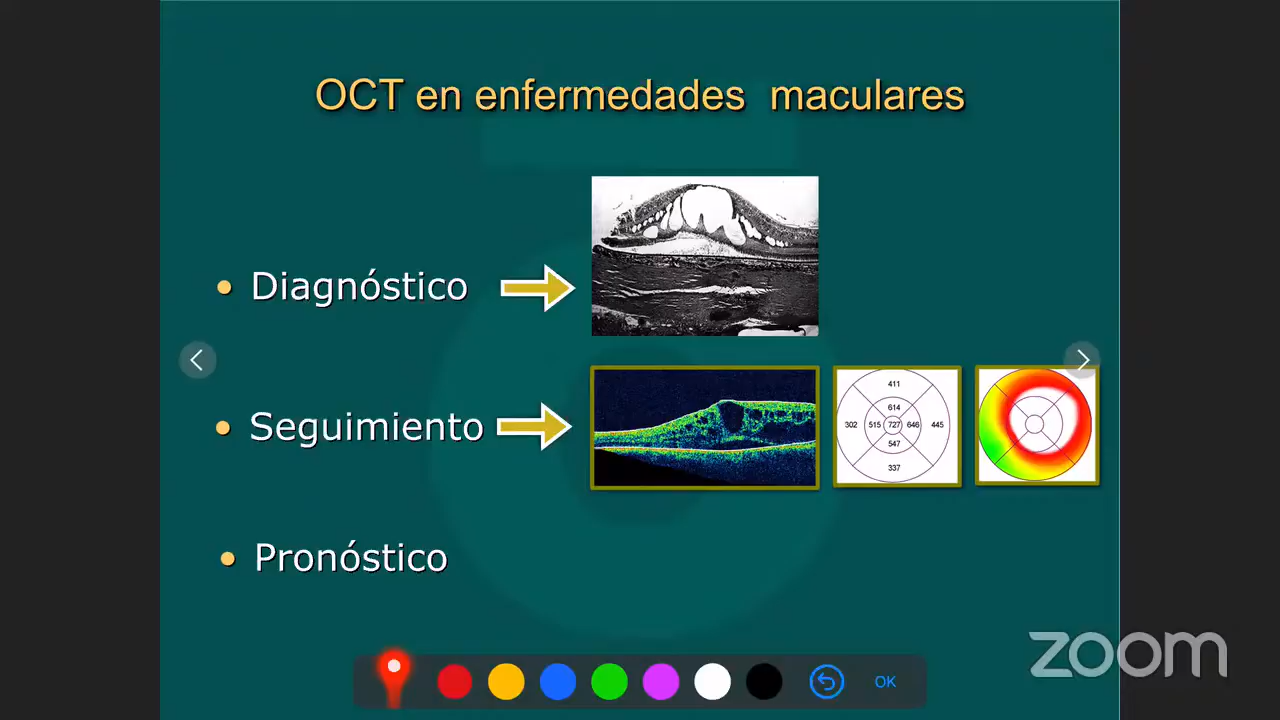 OCT en enfermedades maculares
Diagnóstico
Seguimiento
411
614
302 515 727 646 445
547
337
Pronóstico
zoom
OK